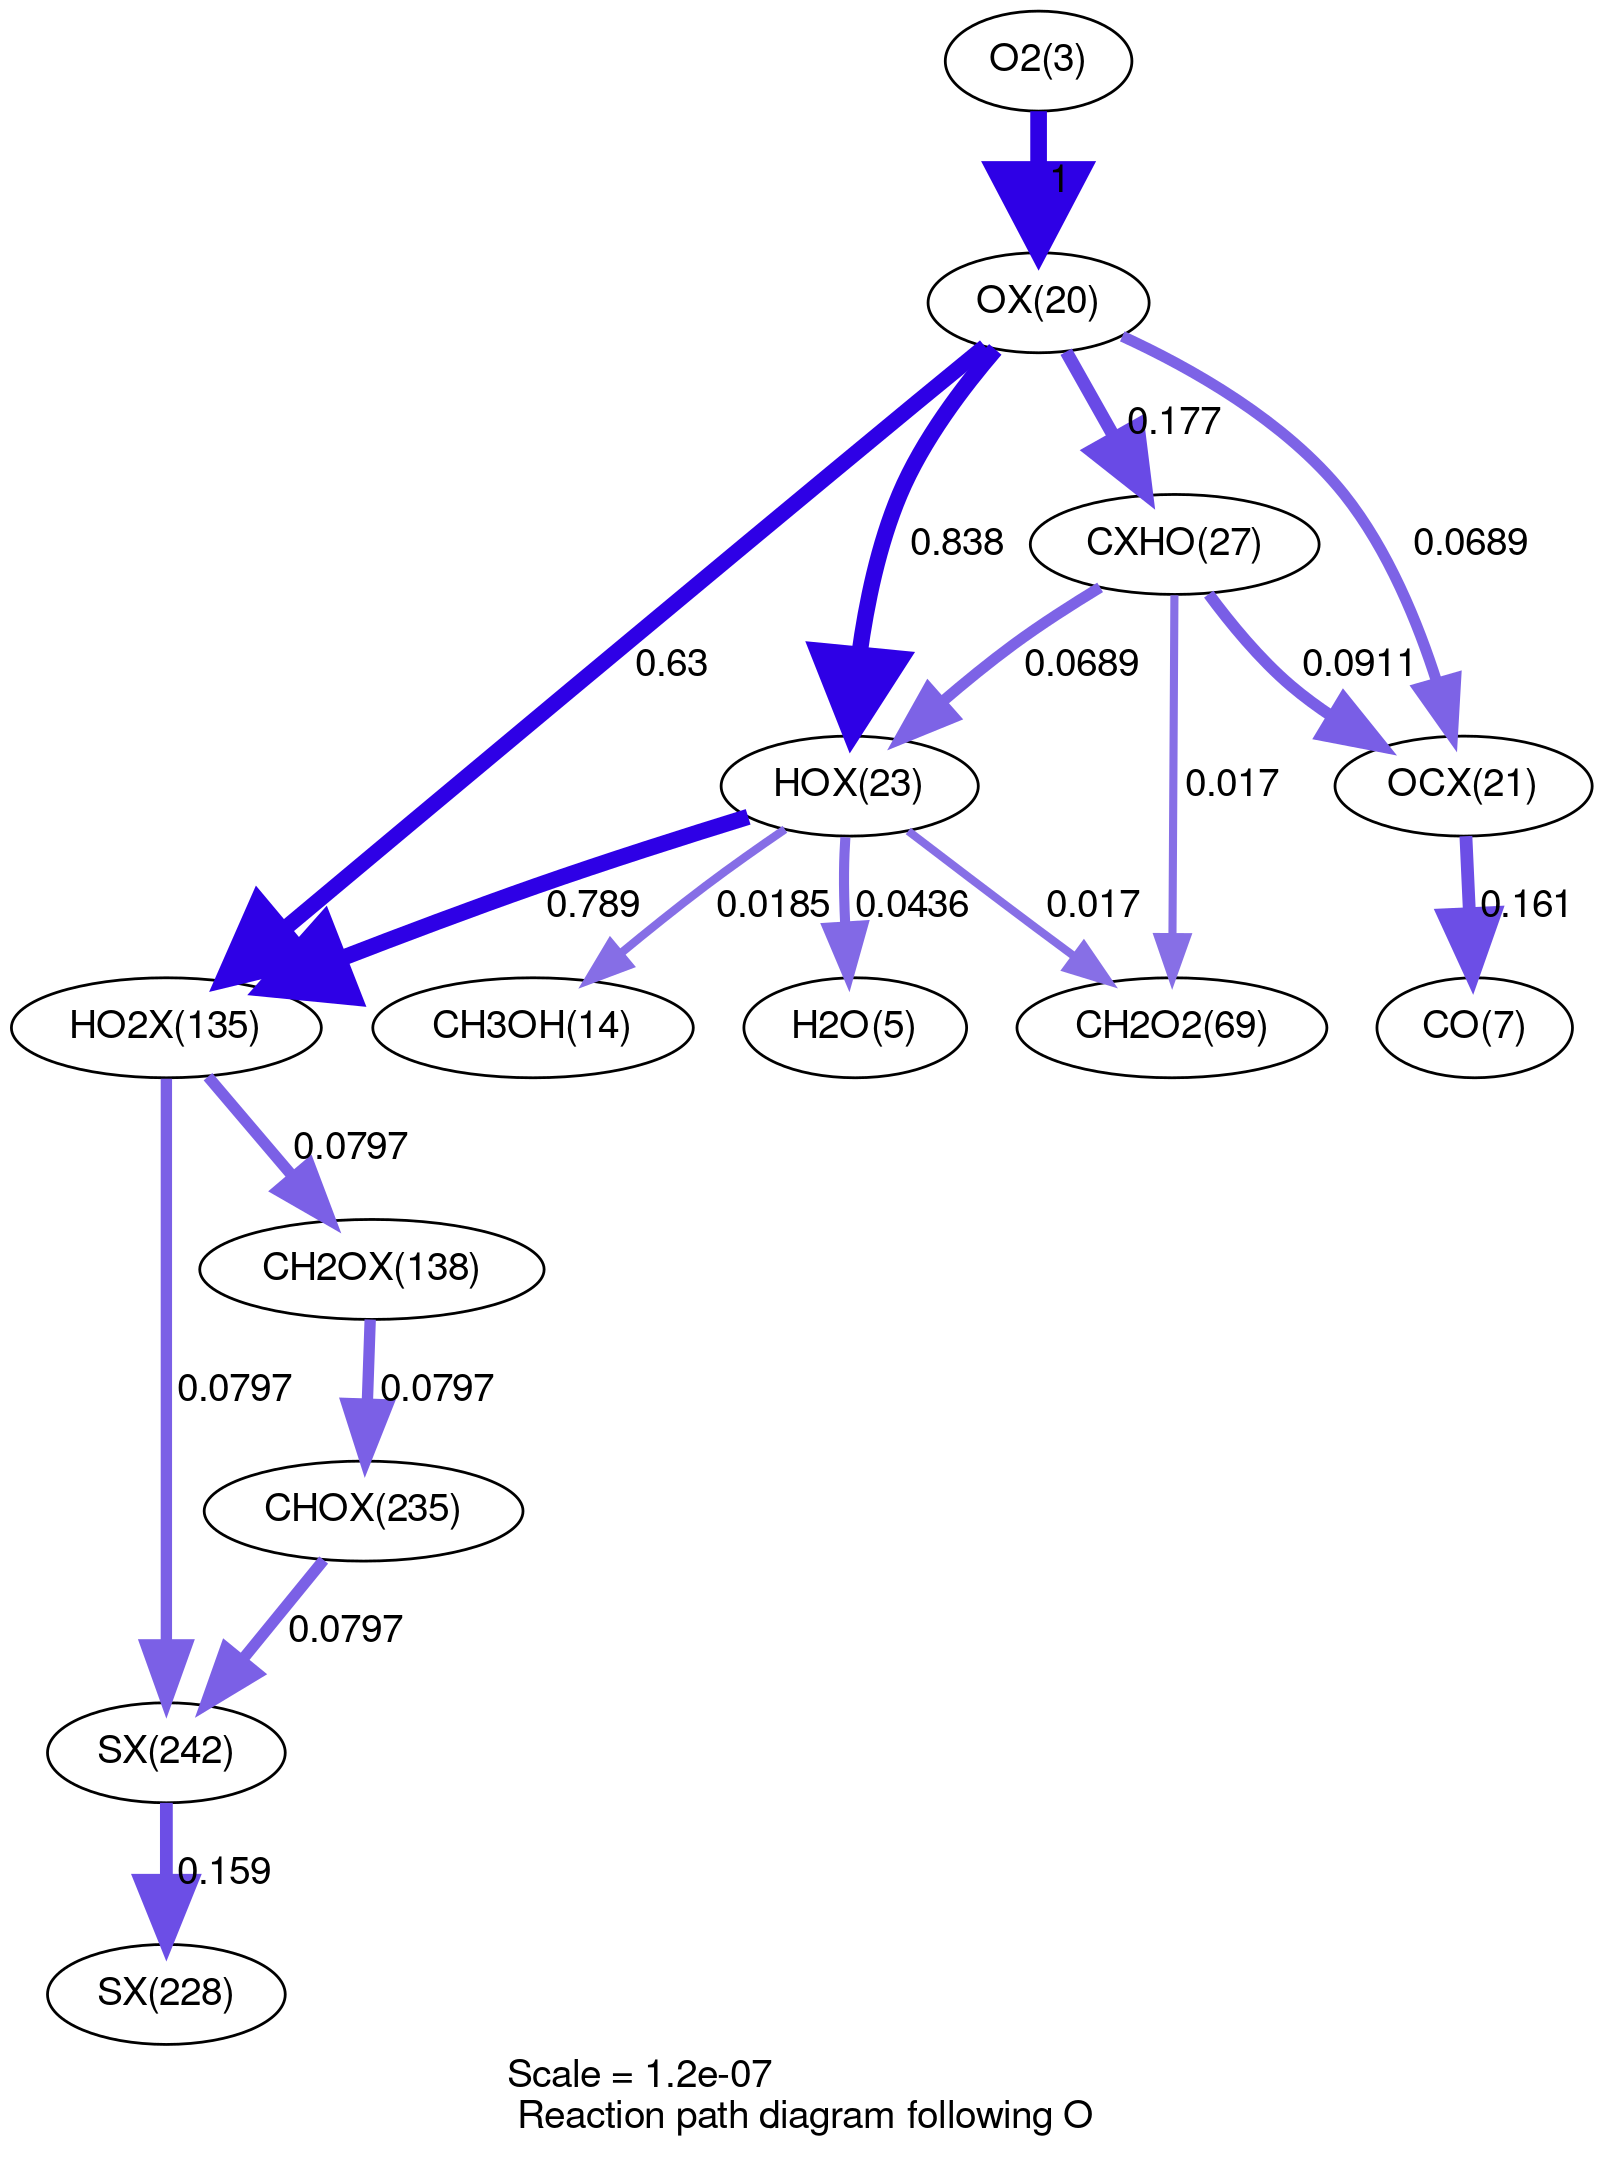 O2(3)
1
OX(20)
0.177
0.838
CXHO(27)
0.0689
0.63
0.0689
0.0911
HOX(23)
0.017
OCX(21)
0.789
0.0185
0.0436
0.017
0.161
HO2X(135)
CH3OH(14)
H2O(5)
CH2O2(69)
CO(7)
0.0797
CH2OX(138)
0.0797
0.0797
CHOX(235)
0.0797
SX(242)
0.159
SX(228)
Scale = 1.2e-07
Reaction path diagram following O